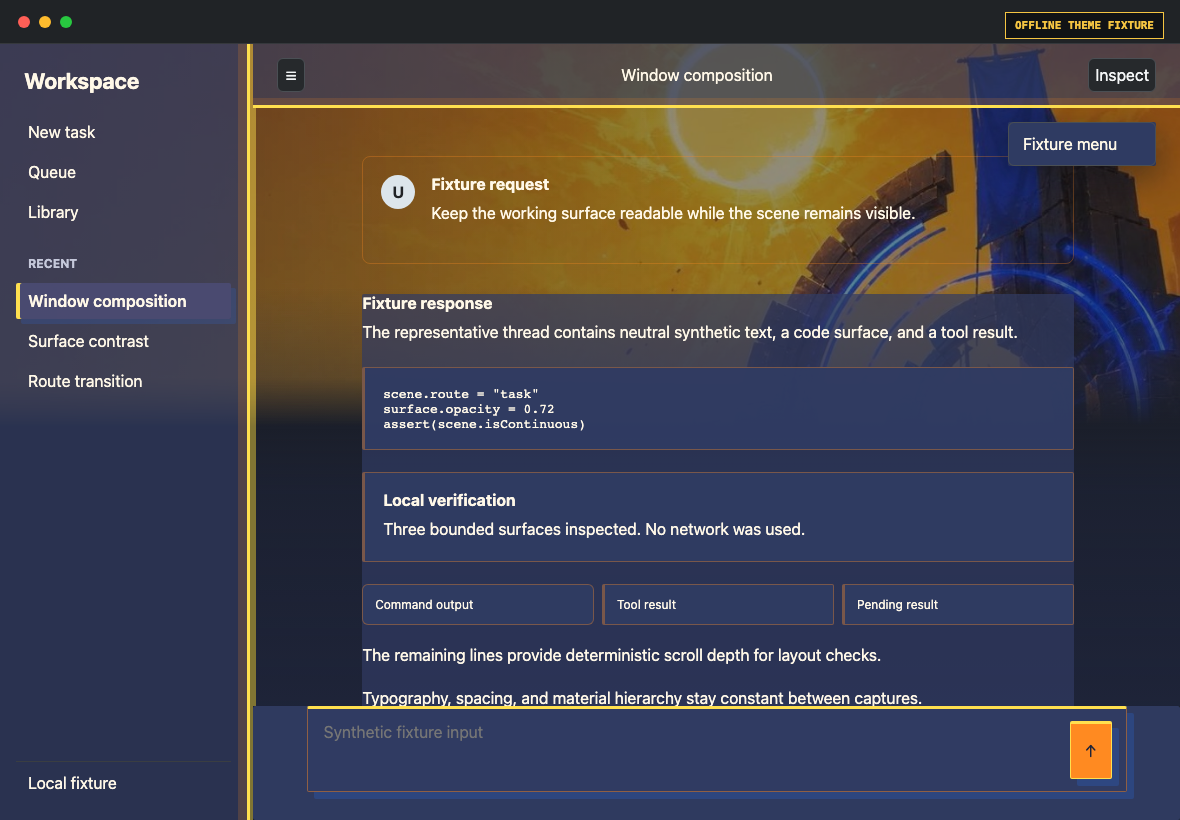 OFFLINE THEME FIXTURE
Workspace
New task
Queue
Library
RECENT
Window composition
Surface contrast
Route transition
Local fixture
Window composition
Inspect
Fixture menu
U
Fixture request
Keep the working surface readable while the scene remains visible.
Fixture response
The representative thread contains neutral synthetic text, a code surface, and a tool result.
scene.route = "task"
surface.opacity = 0.72
assert(scene.isContinuous)
Local verification
Three bounded surfaces inspected. No network was used.
Command output
Tool result
Pending result
The remaining lines provide deterministic scroll depth for layout checks.
Typography, spacing, and material hierarchy stay constant between captures.
Synthetic fixture input